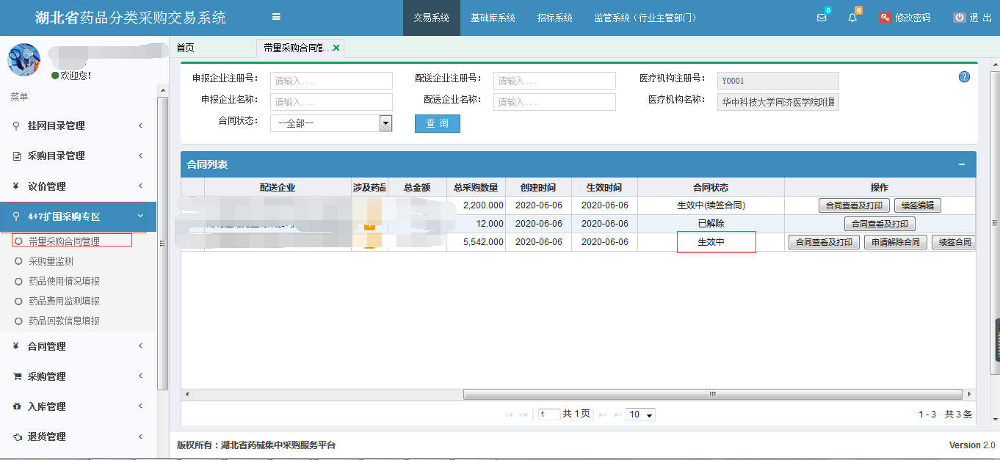 湖北省药品分类采购交易系统
交易系统 基础库系统 招标系统 监管系统（行业主管部门）
0 0 修改密码 退 出
欢迎您!
菜单
挂网目录管理
采购目录管理
¥ 议价管理
4+7扩围采购专区
带量采购合同管理
采购量监测
药品使用情况填报
药品费用监测填报
药品回款信息填报
¥ 合同管理
采购管理
入库管理
退货管理
首页 带量采购合同管...
申报企业注册号: 请输入... 配送企业注册号: 请输入... 医疗机构注册号: Y0001
申报企业名称: 请输入... 配送企业名称: 请输入... 医疗机构名称: 华中科技大学同济医学院附属
合同状态: --全部-- 查 询
合同列表
配送企业 涉及药品 总金额 总采购数量 创建时间 生效时间 合同状态 操作
2,200.000 2020-06-06 2020-06-06 生效中(续签合同) 合同查看及打印 续签编辑
12.000 2020-06-06 2020-06-06 已解除 合同查看及打印
5,542.000 2020-06-06 2020-06-06 生效中 合同查看及打印 申请解除合同 续签合同
1 共 1 页 10 1 - 3 共 3 条
版权所有：湖北省药械集中采购服务平台
Version 2.0